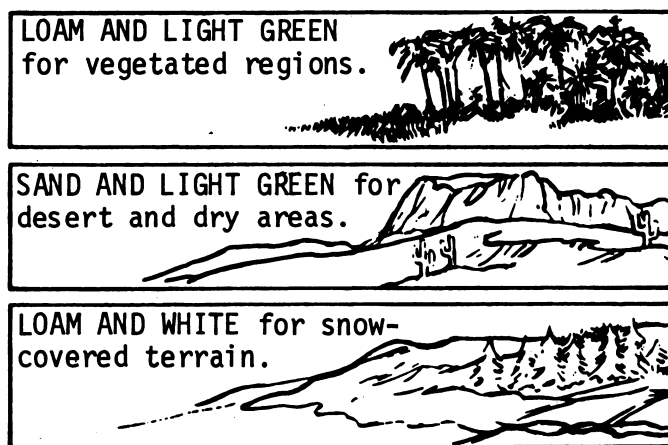 LOAM AND LIGHT GREEN
for vegetated regions.
SAND AND LIGHT GREEN for
desert and dry areas.
LOAM AND WHITE for snow-
covered terrain.